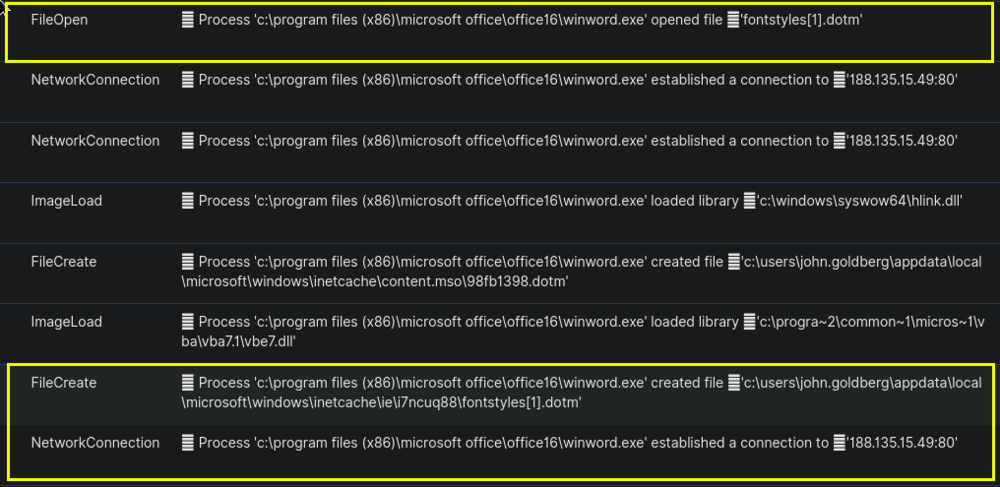 FileOpen Process 'c:\program files (x86)\microsoft office\office16\winword.exe' opened file 'fontstyles[1].dotm'
NetworkConnection Process 'c:\program files (x86)\microsoft office\office16\winword.exe' established a connection to '188.135.15.49:80'
NetworkConnection Process 'c:\program files (x86)\microsoft office\office16\winword.exe' established a connection to '188.135.15.49:80'
ImageLoad Process 'c:\program files (x86)\microsoft office\office16\winword.exe' loaded library 'c:\windows\syswow64\hlink.dll'
FileCreate Process 'c:\program files (x86)\microsoft office\office16\winword.exe' created file 'c:\users\john.goldberg\appdata\local
\microsoft\windows\inetcache\content.mso\98fb1398.dotm'
ImageLoad Process 'c:\program files (x86)\microsoft office\office16\winword.exe' loaded library 'c:\progra~2\common~1\micros~1\v
ba\vba7.1\vbe7.dll'
FileCreate Process 'c:\program files (x86)\microsoft office\office16\winword.exe' created file 'c:\users\john.goldberg\appdata\local
\microsoft\windows\inetcache\ie\i7ncuq88\fontstyles[1].dotm'
NetworkConnection Process 'c:\program files (x86)\microsoft office\office16\winword.exe' established a connection to '188.135.15.49:80'